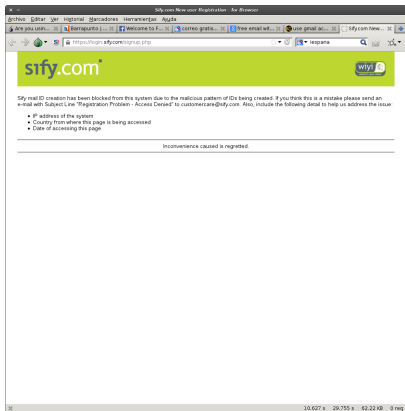 Sify.com New user Registration - Tor Browser
Archivo Editar Ver Historial Marcadores Herramientas Ayuda
Are you usin...
Barrapunto | ...
Welcome to F...
correo gratis...
free email wit...
use gmail ac...
Sify.com New...
https://login.sify.com/signup.php
iespana
sify.com
Sify mail ID creation has been blocked from this system due to the malicious pattern of IDs being created. If you think this is a mistake please send an
e-mail with Subject Line "Registration Problem - Access Denied" to customercare@sify.com. Also, include the following detail to help us address the issue:
• IP address of the system
• Country from where this page is being accessed
• Date of accessing this page
Inconvenience caused is regretted.
10.627 s 29.755 s 62.22 KB 0 req